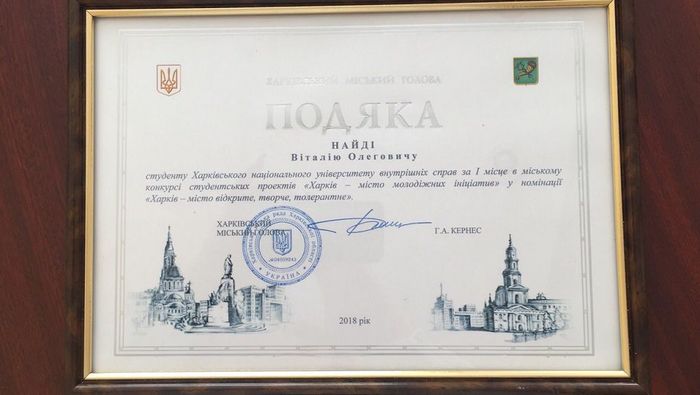 ХАРКІВСЬКИЙ МІСЬКИЙ ГОЛОВА
ПОДЯКА
НАЙДІ
Віталію Олеговичу
студенту Харківського національного університету внутрішніх справ за І місце в міському
конкурсі студентських проектів «Харків – місто молодіжних ініціатив» у номінації
«Харків – місто відкрите, творче, толерантне».
ХАРКІВСЬКИЙ
МІСЬКИЙ ГОЛОВА
Г.А. КЕРНЕС
УКРАЇНА
2018 рік